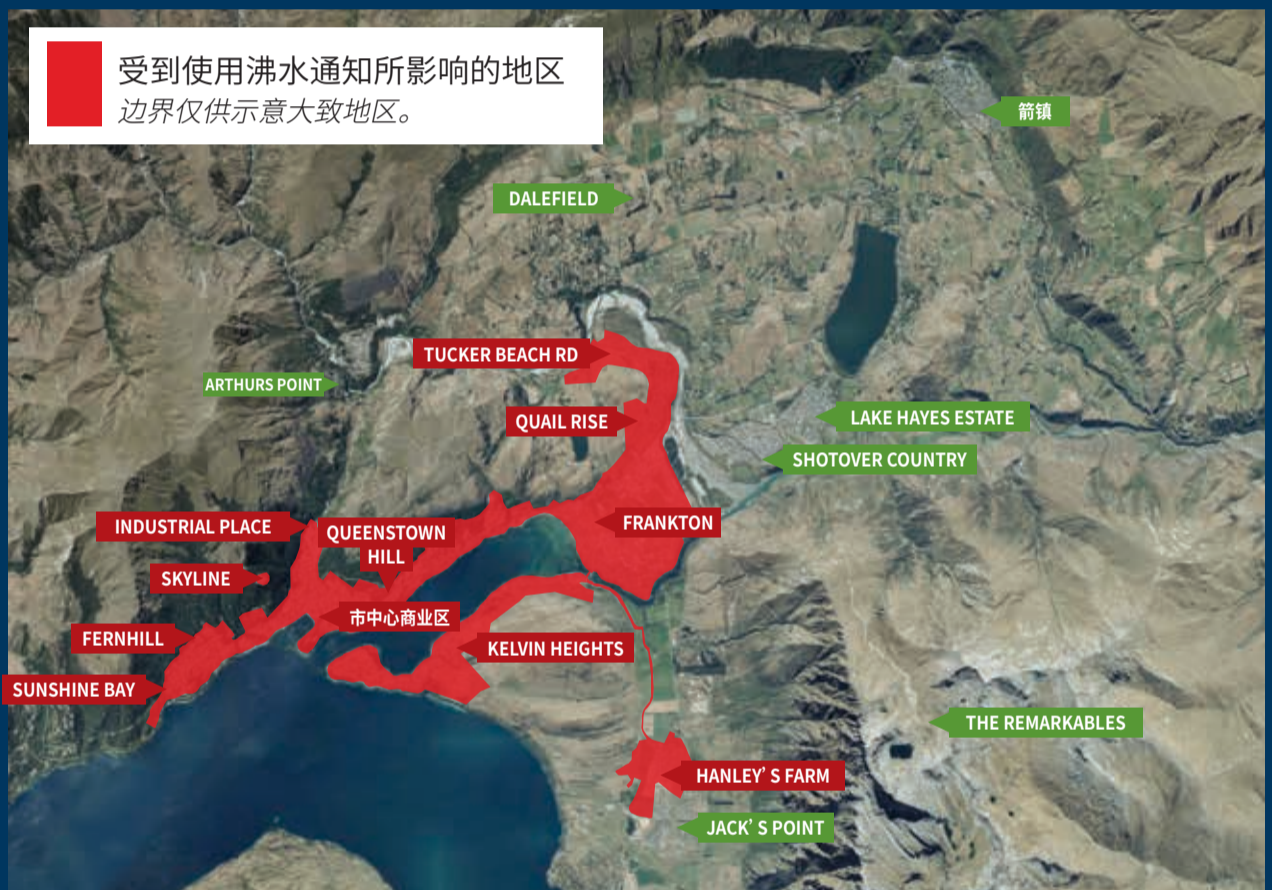 受到使用沸水通知所影响的地区
边界仅供示意大致地区。
箭镇
DALEFIELD
TUCKER BEACH RD
ARTHURS POINT
QUAIL RISE
LAKE HAYES ESTATE
SHOTOVER COUNTRY
INDUSTRIAL PLACE
QUEENSTOWN
HILL
FRANKTON
SKYLINE
市中心商业区
FERNHILL
KELVIN HEIGHTS
SUNSHINE BAY
THE REMARKABLES
HANLEY'S FARM
JACK'S POINT